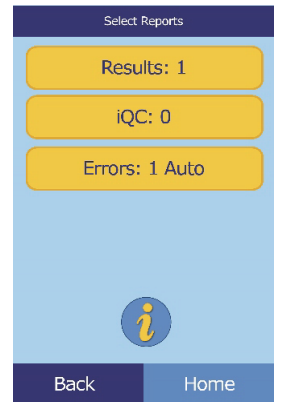 Select Reports
Results: 1
iQC: 0
Errors: 1 Auto
i
Back Home